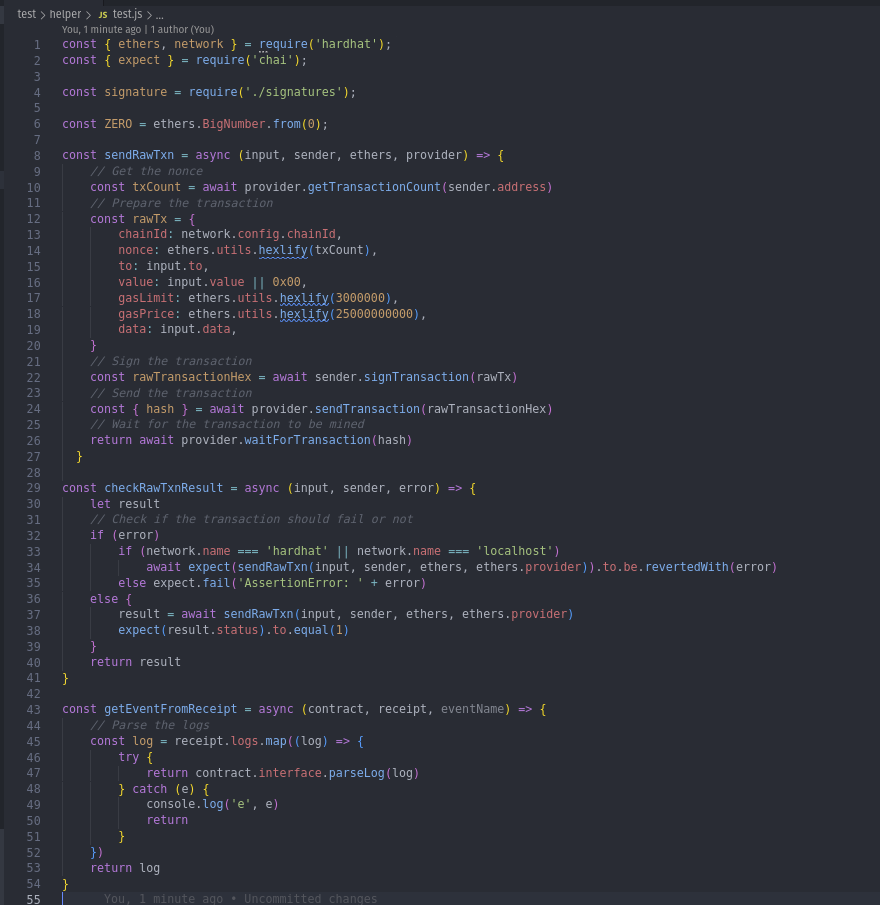 test > helper > JS test.js > ...
You, 1 minute ago | 1 author (You)
1 const { ethers, network } = require('hardhat');
2 const { expect } = require('chai');
3
4 const signature = require('./signatures');
5
6 const ZERO = ethers.BigNumber.from(0);
7
8 const sendRawTxn = async (input, sender, ethers, provider) => {
9     // Get the nonce
10     const txCount = await provider.getTransactionCount(sender.address)
11     // Prepare the transaction
12     const rawTx = {
13         chainId: network.config.chainId,
14         nonce: ethers.utils.hexlify(txCount),
15         to: input.to,
16         value: input.value || 0x00,
17         gasLimit: ethers.utils.hexlify(3000000),
18         gasPrice: ethers.utils.hexlify(25000000000),
19         data: input.data,
20     }
21     // Sign the transaction
22     const rawTransactionHex = await sender.signTransaction(rawTx)
23     // Send the transaction
24     const { hash } = await provider.sendTransaction(rawTransactionHex)
25     // Wait for the transaction to be mined
26     return await provider.waitForTransaction(hash)
27   }
28
29 const checkRawTxnResult = async (input, sender, error) => {
30     let result
31     // Check if the transaction should fail or not
32     if (error)
33         if (network.name === 'hardhat' || network.name === 'localhost')
34             await expect(sendRawTxn(input, sender, ethers, ethers.provider)).to.be.revertedWith(error)
35         else expect.fail('AssertionError: ' + error)
36     else {
37         result = await sendRawTxn(input, sender, ethers, ethers.provider)
38         expect(result.status).to.equal(1)
39     }
40     return result
41 }
42
43 const getEventFromReceipt = async (contract, receipt, eventName) => {
44     // Parse the logs
45     const log = receipt.logs.map((log) => {
46         try {
47             return contract.interface.parseLog(log)
48         } catch (e) {
49             console.log('e', e)
50             return
51         }
52     })
53     return log
54 }
55       You, 1 minute ago • Uncommitted changes